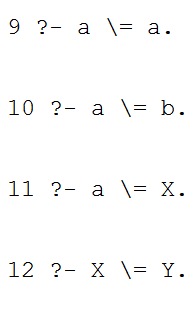 9 ?- a \= a.
10 ?- a \= b.
11 ?- a \= X.
12 ?- X \= Y.